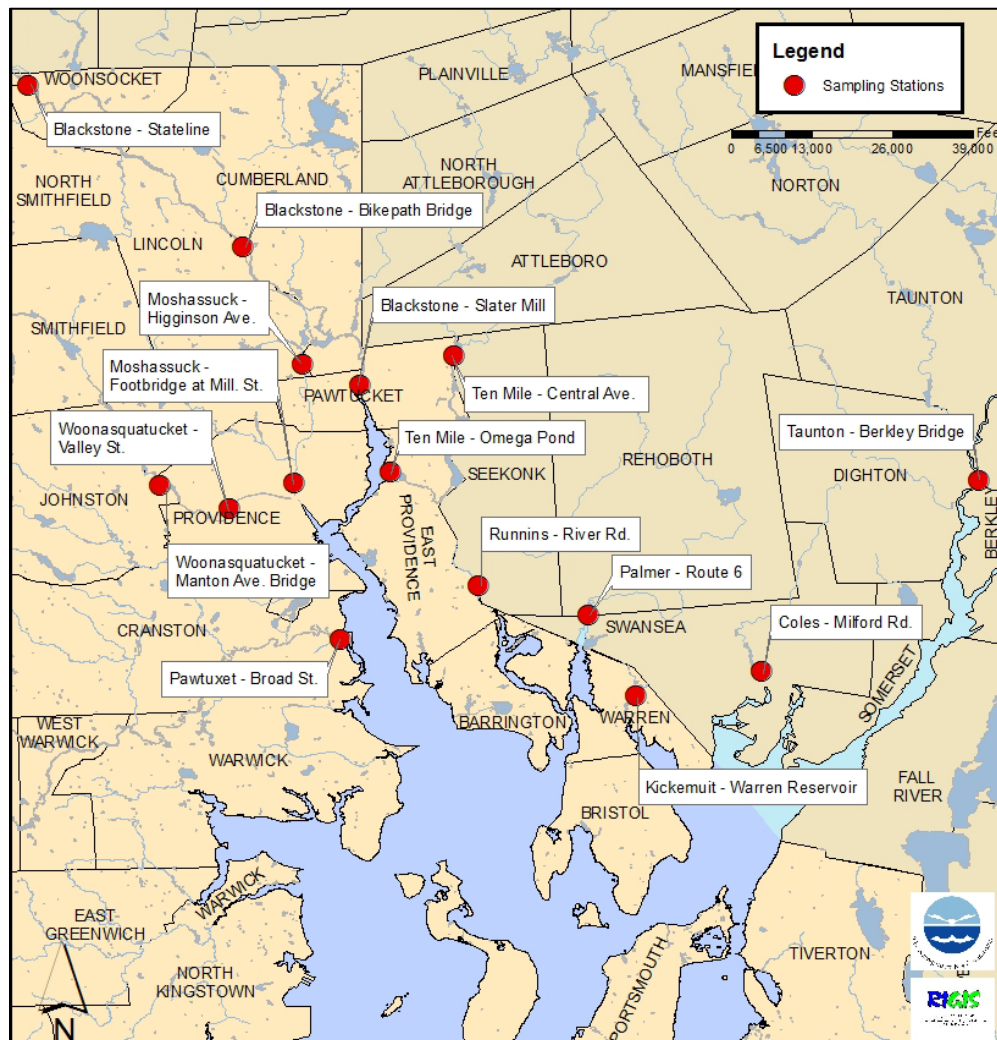 Legend
Sampling Stations
Feet
0 6,500 13,000 26,000 39,000
WOONSOCKET
PLAINVILLE
Blackstone - Stateline
NORTH
SMITHFIELD
CUMBERLAND
NORTH
ATTLEBOROUGH
NORTON
Blackstone - Bikepath Bridge
LINCOLN
ATTLEBORO
Moshassuck -
Higginson Ave.
Blackstone - Slater Mill
TAUNTON
SMITHFIELD
Moshassuck -
Footbridge at Mill. St.
PAWTUCKET
Ten Mile - Central Ave.
Woonasquatucket -
Valley St.
Ten Mile - Omega Pond
Taunton - Berkley Bridge
REHOBOTH
SEEKONK
DIGHTON
JOHNSTON
PROVIDENCE
EAST
PROVIDENCE
BERKLEY
Runnins - River Rd.
Woonasquatucket -
Manton Ave. Bridge
Palmer - Route 6
CRANSTON
SWANSEA
Coles - Milford Rd.
Pawtuxet - Broad St.
SOMERSET
WEST
WARWICK
BARRINGTON
WARREN
WARWICK
Kickemuit - Warren Reservoir
FALL
RIVER
BRISTOL
WARWICK
EAST
GREENWICH
NORTH
KINGSTOWN
PORTSMOUTH
TIVERTON
N
RIGIS